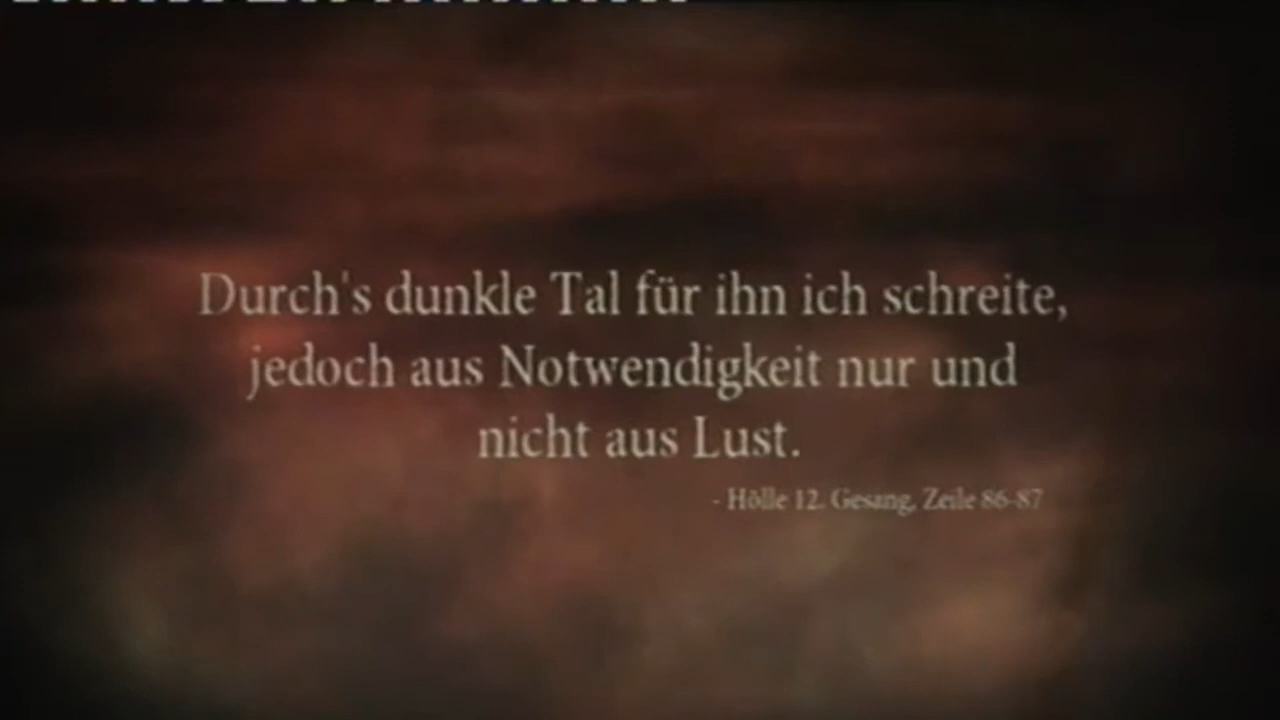 Durch's dunkle Tal für ihn ich schreite,
jedoch aus Notwendigkeit nur und
nicht aus Lust.
- Hölle 12. Gesang, Zeile 86-87